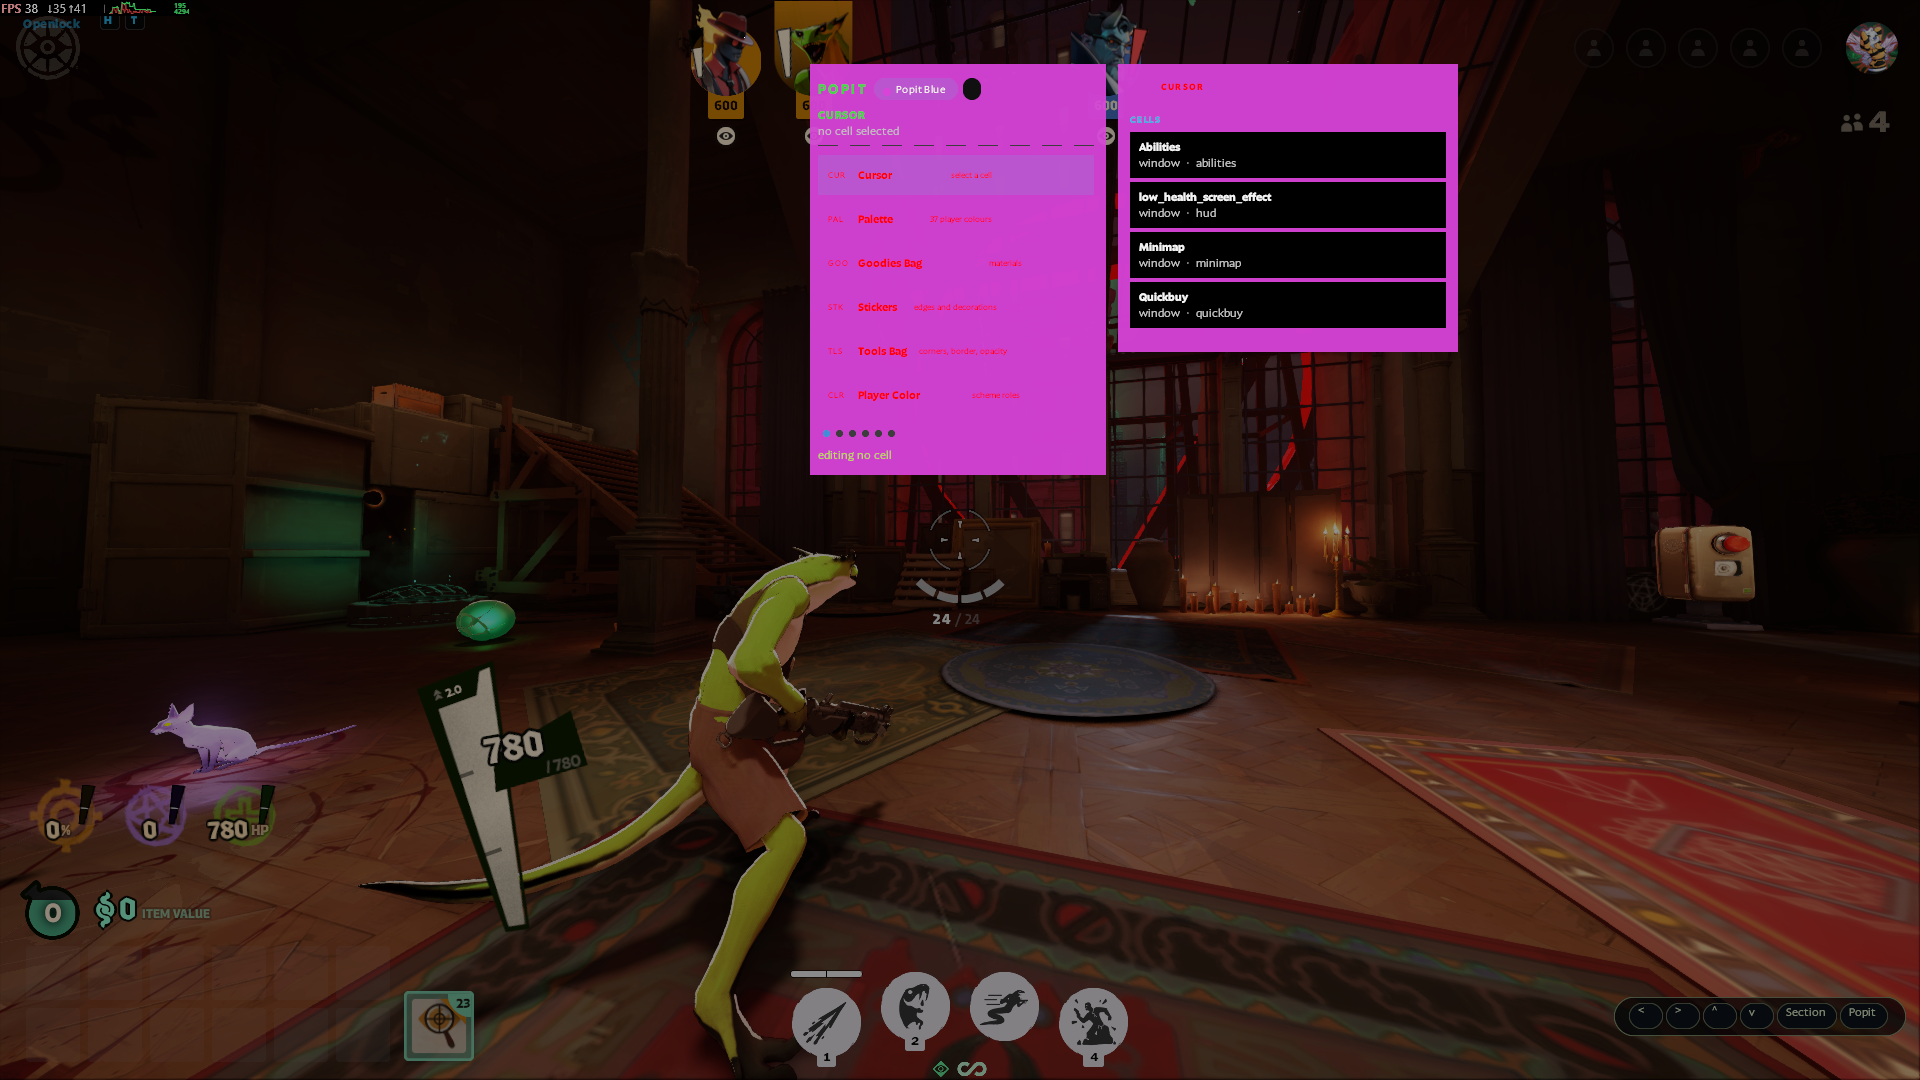 FPS 38 ↓35↑41
195
4294
Openlock
H T
600
POPIT Popit Blue
CURSOR
no cell selected
CUR Cursor select a cell
PAL Palette 37 player colours
GOO Goodies Bag materials
STK Stickers edges and decorations
TLS Tools Bag corners, border, opacity
CLR Player Color scheme roles
editing no cell
CURSOR
CELLS
Abilities
window · abilities
low_health_screen_effect
window · hud
Minimap
window · minimap
Quickbuy
window · quickbuy
4
24 / 24
2.0
780
/780
0%
0
780 HP
0
0 ITEM VALUE
23
1
2
4
< > ^ v Section Popit